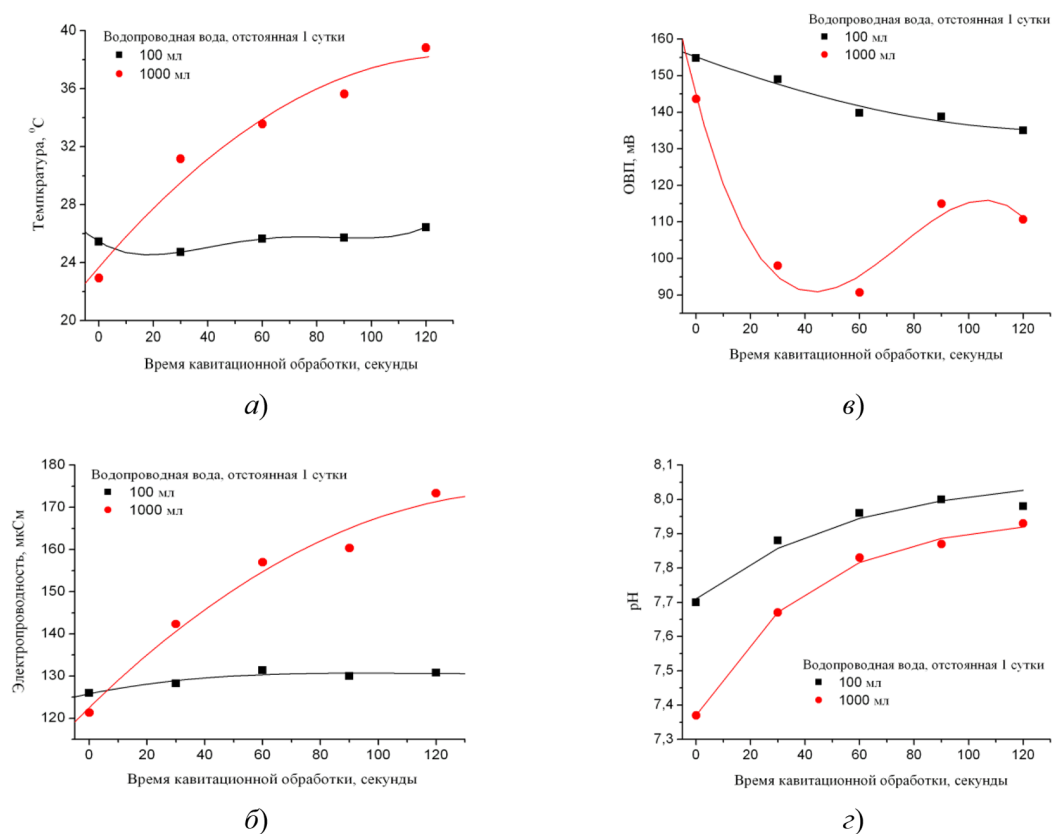 Водопроводная вода, отстоянная 1 сутки
100 мл
1000 мл
40
36
32
28
24
20
Темпкратура, °С
0 20 40 60 80 100 120
Время кавитационной обработки, секунды
а)
Водопроводная вода, отстоянная 1 сутки
100 мл
1000 мл
160
150
140
130
120
110
100
90
ОВП, мВ
0 20 40 60 80 100 120
Время кавитационной обработки, секунды
в)
Водопроводная вода, отстоянная 1 сутки
100 мл
1000 мл
180
170
160
150
140
130
120
Электропроводность, мкСм
0 20 40 60 80 100 120
Время кавитационной обработки, секунды
б)
8,1
8,0
7,9
7,8
7,7
7,6
7,5
7,4
7,3
pH
Водопроводная вода, отстоянная 1 сутки
100 мл
1000 мл
0 20 40 60 80 100 120
Время кавитационной обработки, секунды
г)